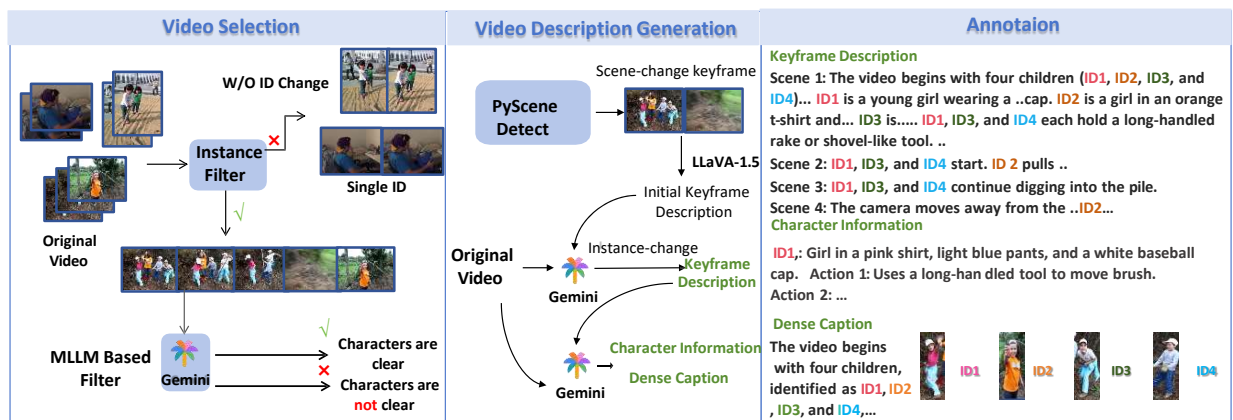 Video Selection
W/O ID Change
Instance
Filter
Single ID
Original
Video
MLLM Based
Filter
Gemini
Characters are
clear
Characters are
not clear
Video Description Generation
Scene-change keyframe
PyScene
Detect
LLaVA-1.5
Initial Keyframe
Description
Instance-change
Original
Video
Gemini
Keyframe
Description
Gemini
Character Information
Dense Caption
Annotaion
Keyframe Description
Scene 1: The video begins with four children (ID1, ID2, ID3, and
ID4)... ID1 is a young girl wearing a ..cap. ID2 is a girl in an orange
t-shirt and... ID3 is..... ID1, ID3, and ID4 each hold a long-handled
rake or shovel-like tool. ..
Scene 2: ID1, ID3, and ID4 start. ID 2 pulls ..
Scene 3: ID1, ID3, and ID4 continue digging into the pile.
Scene 4: The camera moves away from the ..ID2...
Character Information
ID1,: Girl in a pink shirt, light blue pants, and a white baseball
cap. Action 1: Uses a long-han dled tool to move brush.
Action 2: ...
Dense Caption
The video begins
with four children,
identified as ID1, ID2
, ID3, and ID4,...
ID1
ID2
ID3
ID4